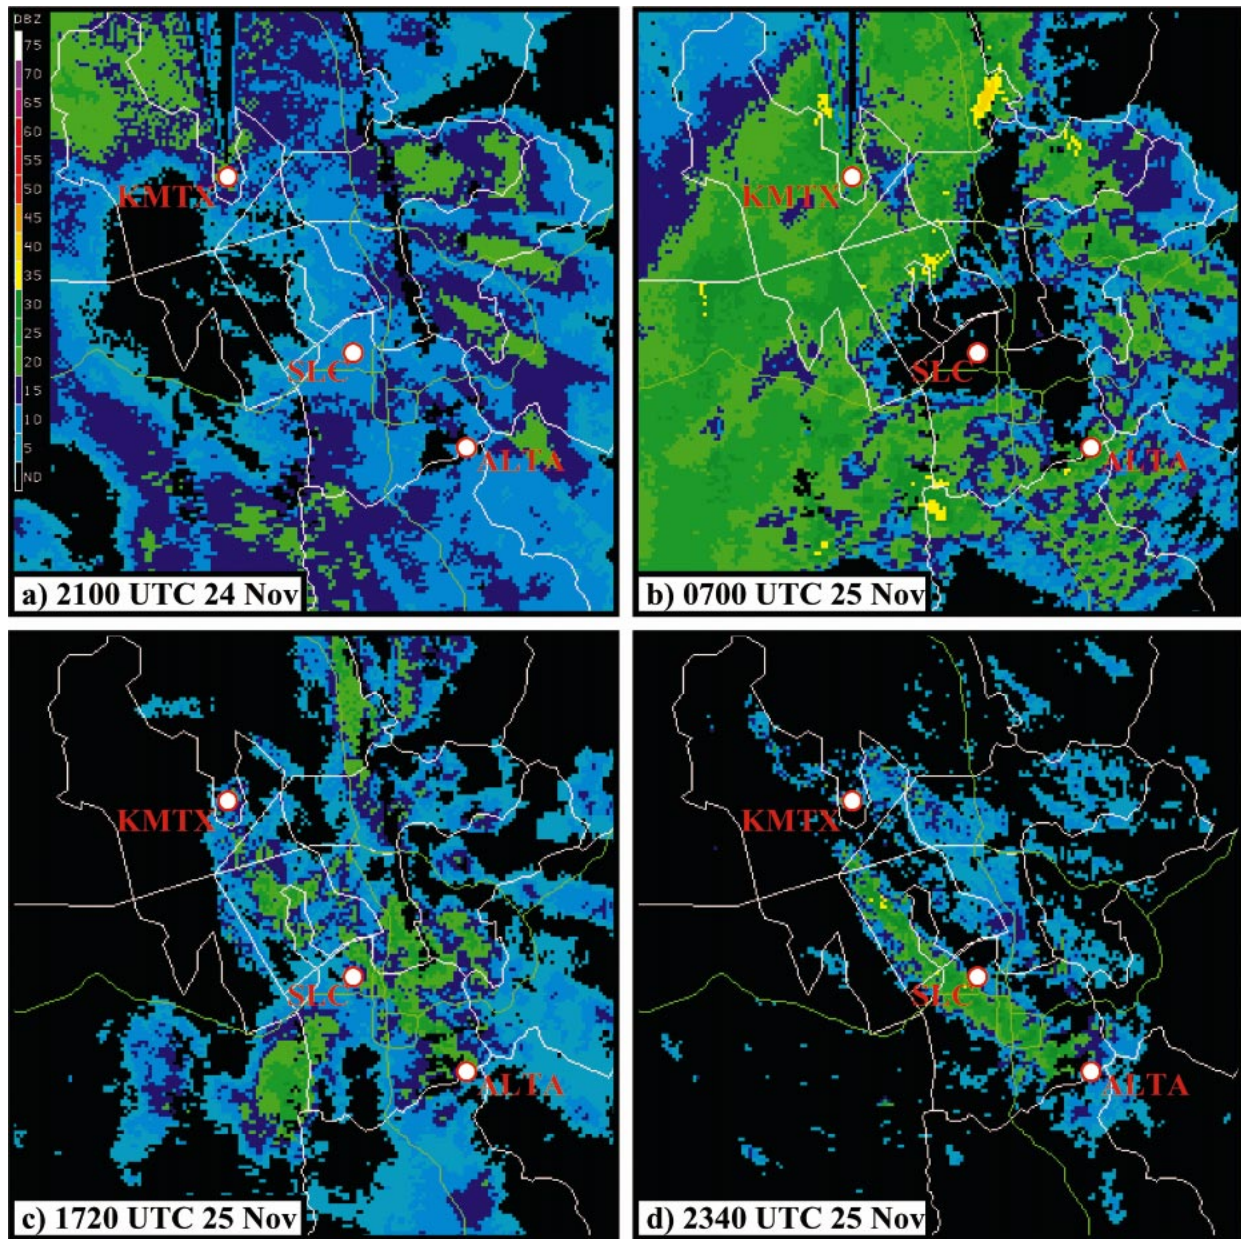 DBZ
75
70
65
60
55
50
45
40
35
30
25
20
15
10
5
ND
KMTX
SLC
ALTA
a) 2100 UTC 24 Nov
KMTX
SLC
ALTA
b) 0700 UTC 25 Nov
KMTX
SLC
ALTA
c) 1720 UTC 25 Nov
KMTX
SLC
ALTA
d) 2340 UTC 25 Nov